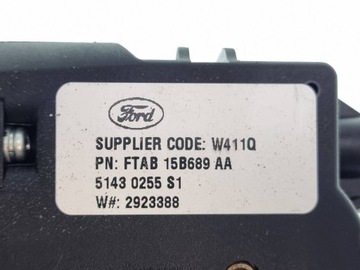 Ford
SUPPLIER CODE: W411Q
PN: FTAB 15B689 AA
5143 0255 S1
W#: 2923388